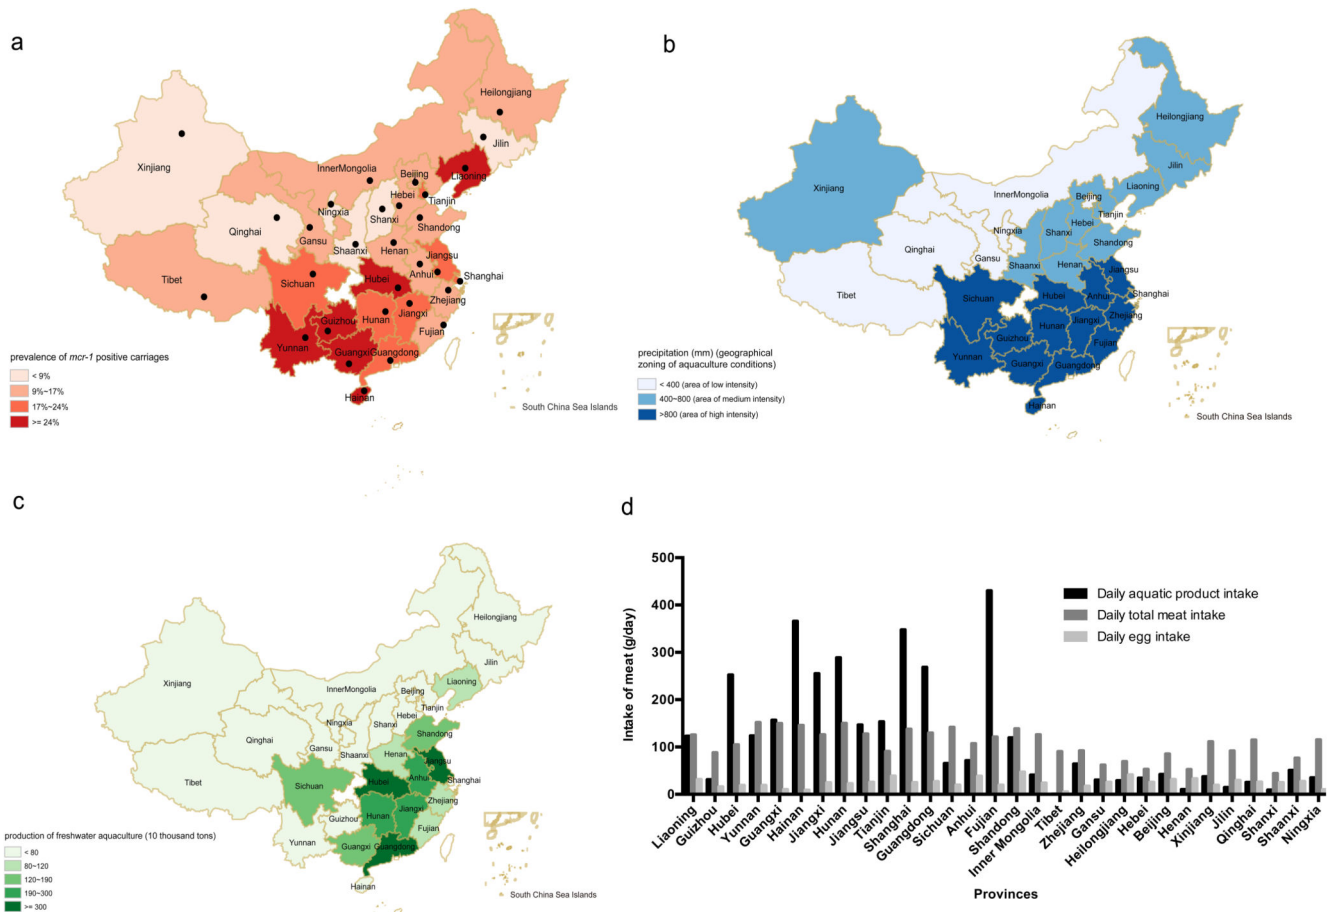 a
Heilongjiang
Jilin
Xinjiang
InnerMongolia
Beijing
Liaoning
Hebei
Tianjin
Ningxia
Shanxi
Qinghai
Shandong
Gansu
Shaanxi
Henan
Jiangsu
Tibet
Sichuan
Hubei
Anhui
Shanghai
Zhejiang
Guizhou
Hunan
Jiangxi
Fujian
Yunnan
Guangxi
Guangdong
Hainan
prevalence of mcr-1 positive carriages
< 9%
9%~17%
17%~24%
>= 24%
South China Sea Islands
b
Heilongjiang
Jilin
Xinjiang
InnerMongolia
Beijing
Liaoning
Tianjin
Hebei
Ningxia
Shanxi
Shandong
Qinghai
Gansu
Shaanxi
Henan
Jiangsu
Tibet
Sichuan
Hubei
Anhui
Shanghai
Zhejiang
Hunan
Jiangxi
Guizhou
Fujian
Yunnan
Guangxi
Guangdong
Hainan
precipitation (mm) (geographical
zoning of aquaculture conditions)
< 400 (area of low intensity)
400~800 (area of medium intensity)
>800 (area of high intensity)
South China Sea Islands
c
Heilongjiang
Jilin
Xinjiang
InnerMongolia
Beijing
Liaoning
Tianjin
Hebei
Ningxia
Shanxi
Shandong
Qinghai
Gansu
Shaanxi
Henan
Jiangsu
Tibet
Sichuan
Hubei
Anhui
Shanghai
Zhejiang
Hunan
Jiangxi
Guizhou
Fujian
Yunnan
Guangxi
Guangdong
Hainan
production of freshwater aquaculture (10 thousand tons)
< 80
80~120
120~190
190~300
>= 300
South China Sea Islands
d
Intake of meat (g/day)
500
400
300
200
100
0
Daily aquatic product intake
Daily total meat intake
Daily egg intake
Liaoning
Guizhou
Hubei
Yunnan
Guangxi
Hainan
Jiangxi
Hunan
Jiangsu
Tianjin
Shanghai
Guangdong
Sichuan
Anhui
Fujian
Shandong
Inner Mongolia
Tibet
Zhejiang
Gansu
Heilongjiang
Hebei
Beijing
Henan
Xinjiang
Jilin
Qinghai
Shanxi
Shaanxi
Ningxia
Provinces